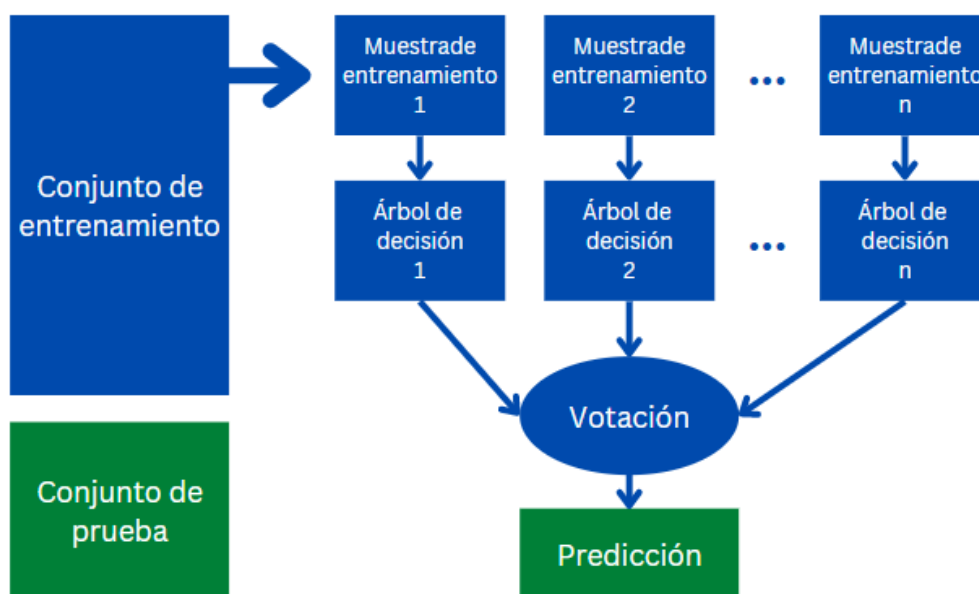 Conjunto de
entrenamiento
Muestrade
entrenamiento
1
Muestrade
entrenamiento
2
•••
Muestrade
entrenamiento
n
Árbol de
decisión
1
Árbol de
decisión
2
•••
Árbol de
decisión
n
Votación
Conjunto de
prueba
Predicción